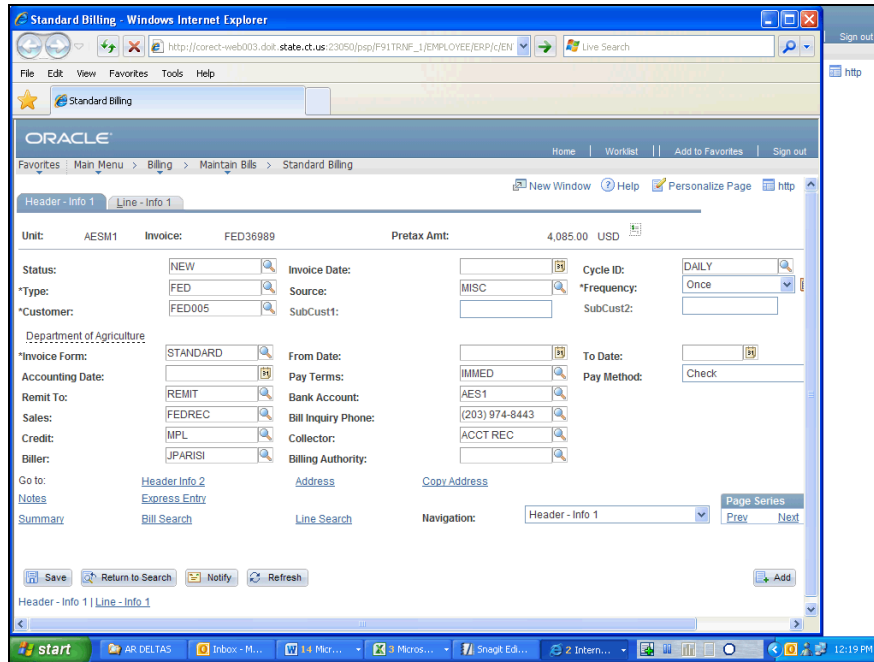 Standard Billing - Windows Internet Explorer
http://corect-web003.doit.state.ct.us:23050/psp/F91TRNF_1/EMPLOYEE/ERP/c/EN
Live Search
Sign out
File Edit View Favorites Tools Help
http
Standard Billing
ORACLE
Home | Worklist | Add to Favorites | Sign out
Favorites | Main Menu > Billing > Maintain Bills > Standard Billing
New Window Help Personalize Page http
Header - Info 1 Line - Info 1
Unit: AESM1 Invoice: FED36989 Pretax Amt: 4,085.00 USD
Status: NEW Invoice Date: Cycle ID: DAILY
*Type: FED Source: MISC *Frequency: Once
*Customer: FED005 SubCust1: SubCust2:
Department of Agriculture
*Invoice Form: STANDARD From Date: To Date:
Accounting Date: Pay Terms: IMMED Pay Method: Check
Remit To: REMIT Bank Account: AES1
Sales: FEDREC Bill Inquiry Phone: (203) 974-8443
Credit: MPL Collector: ACCT REC
Biller: JPARISI Billing Authority:
Go to: Header Info 2 Address Copy Address
Notes Express Entry Page Series
Summary Bill Search Line Search Navigation: Header - Info 1 Prev Next
Save Return to Search Notify Refresh Add
Header - Info 1 | Line - Info 1
start AR DELTAS Inbox - M... 14 Micr... 3 Micros... Snagit Edi... 2 Intern... 12:19 PM